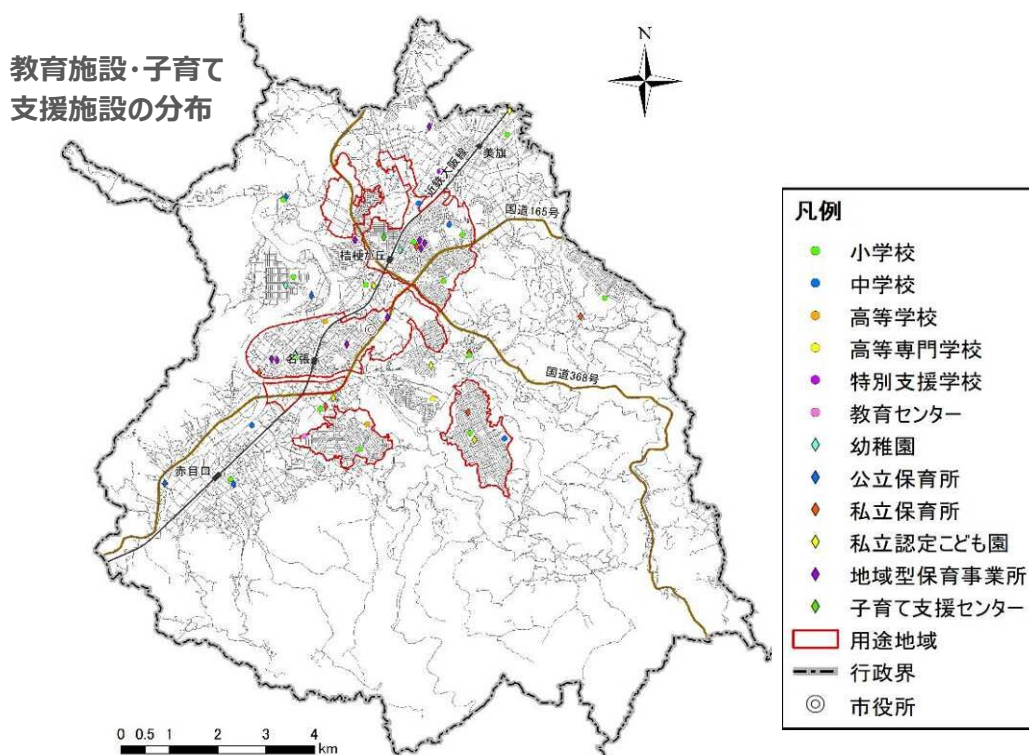 教育施設・子育て
支援施設の分布
N
美旗
近鉄大阪線
国道165号
桔梗が丘
名張
国道368号
赤目口
0 0.5 1 2 3 4
km
凡例
小学校
中学校
高等学校
高等専門学校
特別支援学校
教育センター
幼稚園
公立保育所
私立保育所
私立認定こども園
地域型保育事業所
子育て支援センター
用途地域
行政界
市役所